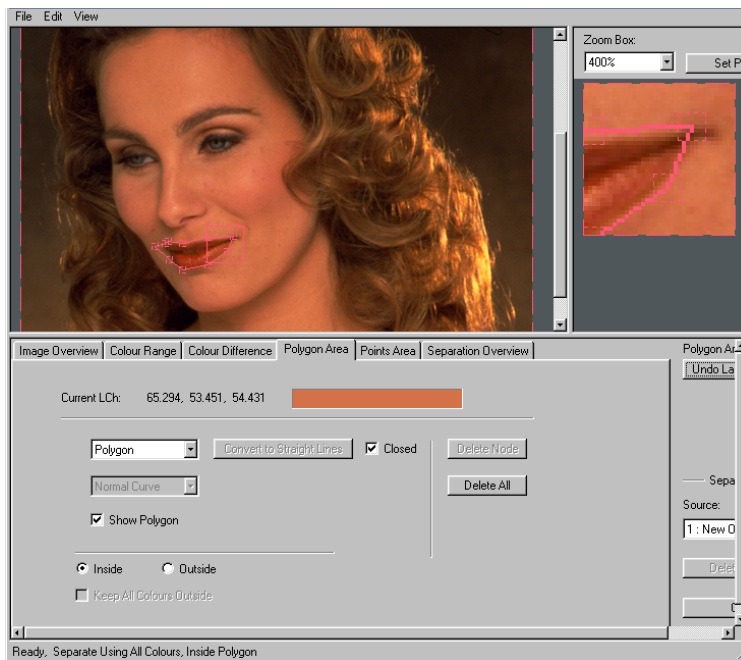 File Edit View
Zoom Box:
400%
Set P
Image Overview Colour Range Colour Difference Polygon Area Points Area Separation Overview
Polygon Ar
Undo La
Current LCh: 65.294, 53.451, 54.431
Polygon Convert to Straight Lines Closed Delete Node
Normal Curve Delete All
Show Polygon
Sepa
Source:
1 : New O
Inside Outside
Delet
Keep All Colours Outside
Ready, Separate Using All Colours, Inside Polygon